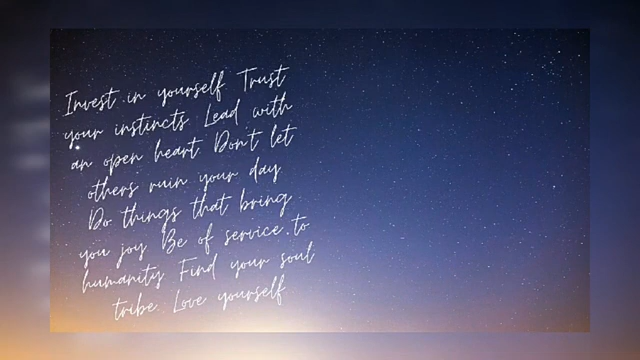 Invest in yourself Trust
your instincts Lead with
an open heart Don't let
others ruin your day
Do things that bring
you joy Be of service to
humanity Find your soul
tribe Love yourself